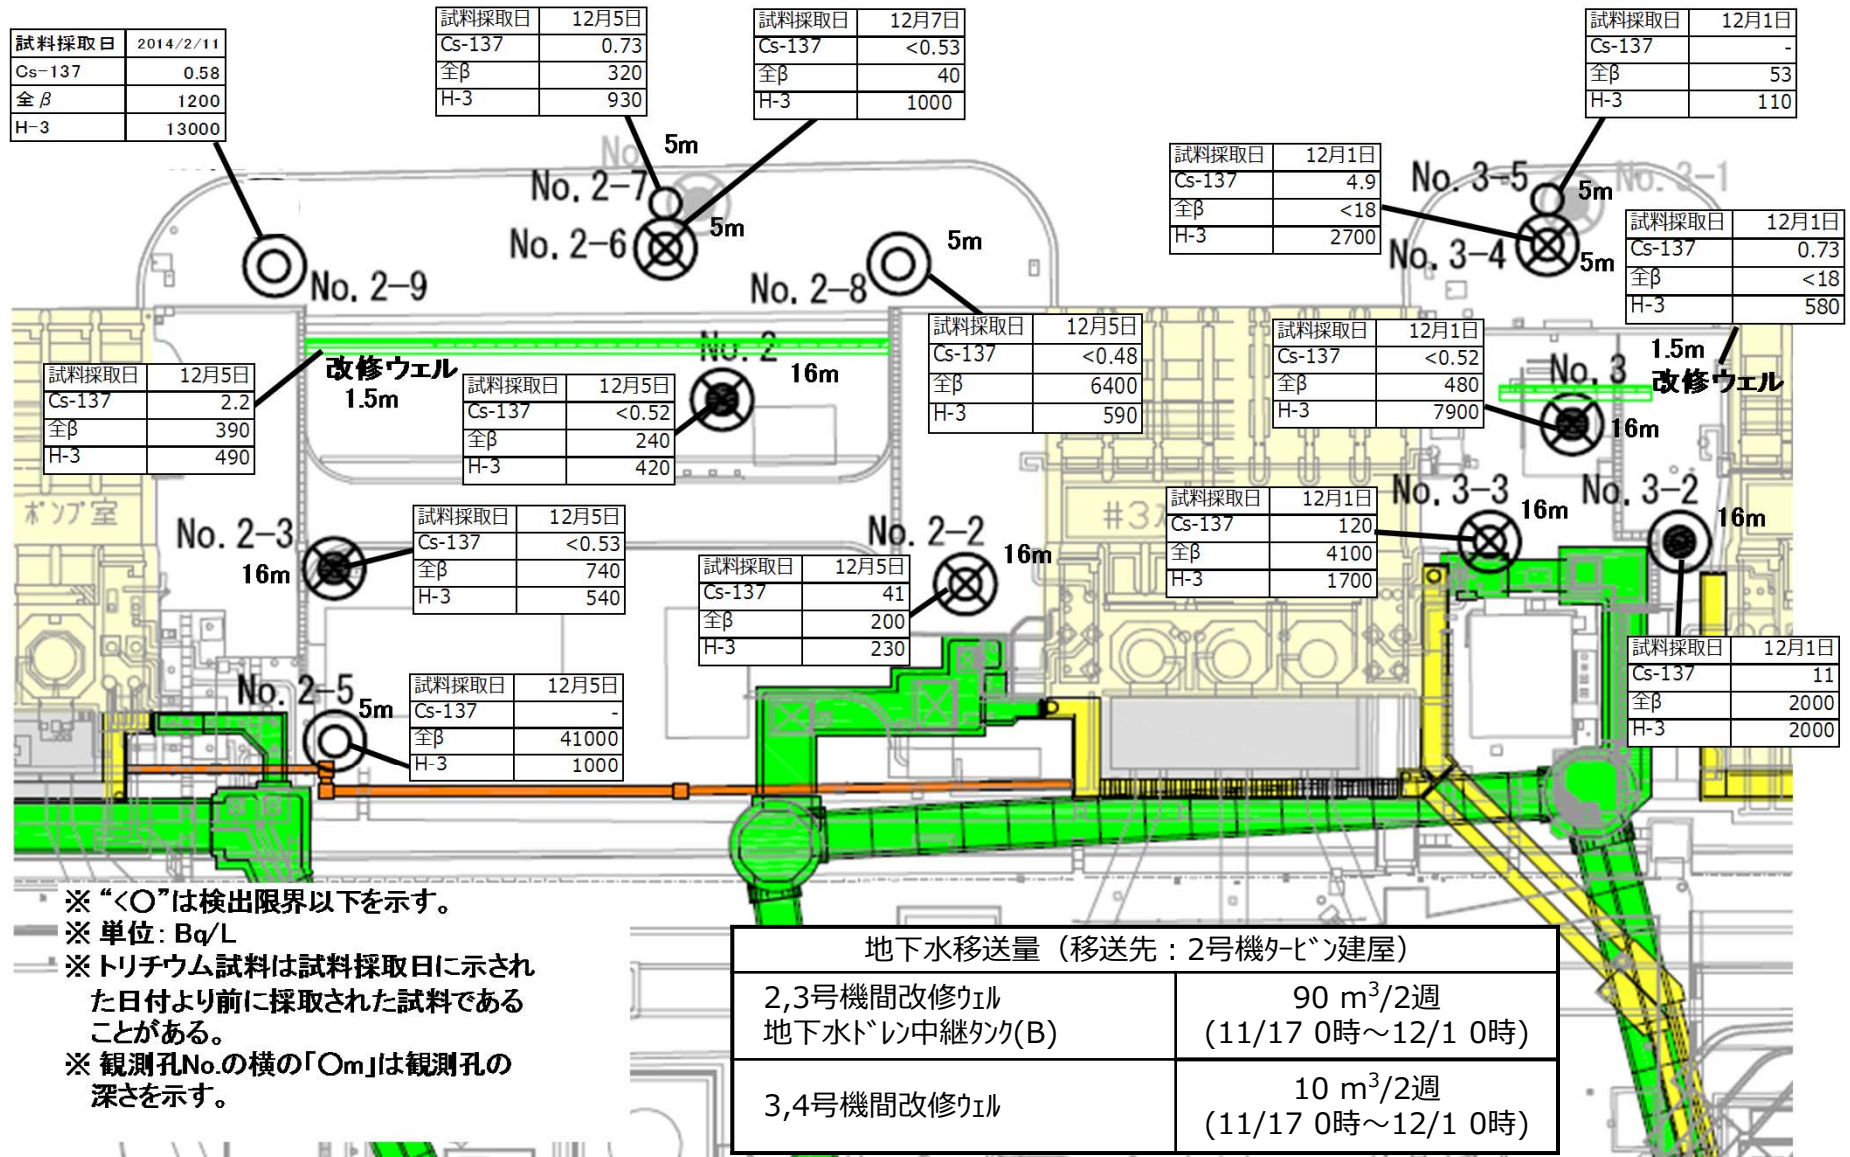 試料採取日 2014/2/11
Cs-137 0.58
全β 1200
H-3 13000
試料採取日 12月5日
Cs-137 0.73
全β 320
H-3 930
試料採取日 12月7日
Cs-137 <0.53
全β 40
H-3 1000
試料採取日 12月1日
Cs-137 -
全β 53
H-3 110
試料採取日 12月1日
Cs-137 4.9
全β <18
H-3 2700
試料採取日 12月1日
Cs-137 0.73
全β <18
H-3 580
No. 5m
No. 2-7
No. 2-6 5m
No. 2-9
No. 2-8 5m
No. 3-5 5m No. 3-1
No. 3-4 5m
試料採取日 12月5日
Cs-137 2.2
全β 390
H-3 490
改修ウェル
1.5m
No. 2 16m
試料採取日 12月5日
Cs-137 <0.52
全β 240
H-3 420
試料採取日 12月5日
Cs-137 <0.48
全β 6400
H-3 590
試料採取日 12月1日
Cs-137 <0.52
全β 480
H-3 7900
No. 3 16m
1.5m
改修ウェル
ポンプ室
No. 2-3
16m
試料採取日 12月5日
Cs-137 <0.53
全β 740
H-3 540
No. 2-2
16m
試料採取日 12月5日
Cs-137 41
全β 200
H-3 230
#3
試料採取日 12月1日
Cs-137 120
全β 4100
H-3 1700
No. 3-3 16m
No. 3-2 16m
試料採取日 12月1日
Cs-137 11
全β 2000
H-3 2000
No. 2-5 5m
試料採取日 12月5日
Cs-137 -
全β 41000
H-3 1000
※ “<○”は検出限界以下を示す。
※ 単位: Bq/L
※ トリチウム試料は試料採取日に示され
た日付より前に採取された試料である
ことがある。
※ 観測孔No.の横の「○m」は観測孔の
深さを示す。
地下水移送量（移送先：2号機ﾀｰﾋﾞﾝ建屋）
2,3号機間改修ｳｪﾙ
地下水ﾄﾞﾚﾝ中継ﾀﾝｸ(B)
90 m³/2週
(11/17 0時～12/1 0時)
3,4号機間改修ｳｪﾙ
10 m³/2週
(11/17 0時～12/1 0時)